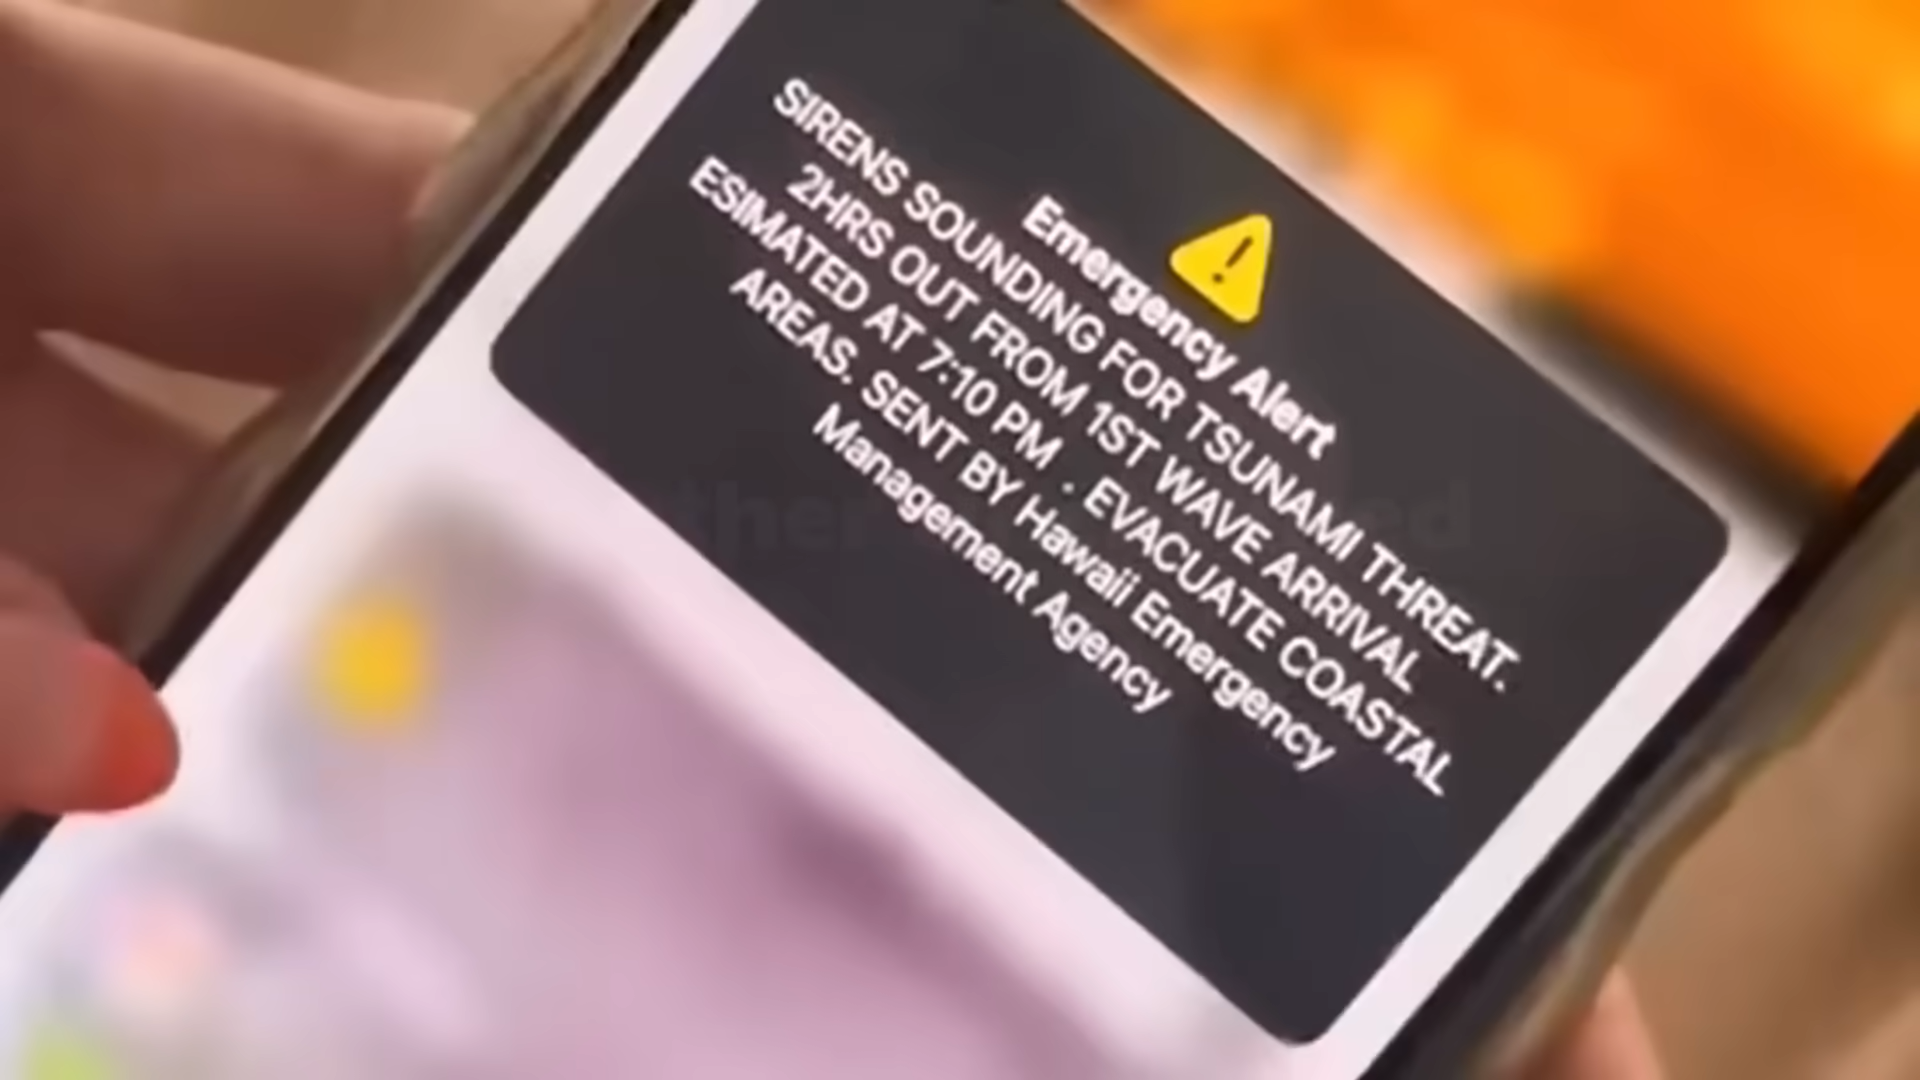 Emergency Alert
SIRENS SOUNDING FOR TSUNAMI THREAT.
2HRS OUT FROM 1ST WAVE ARRIVAL
ESIMATED AT 7:10 PM . EVACUATE COASTAL
AREAS. SENT BY Hawaii Emergency
Management Agency